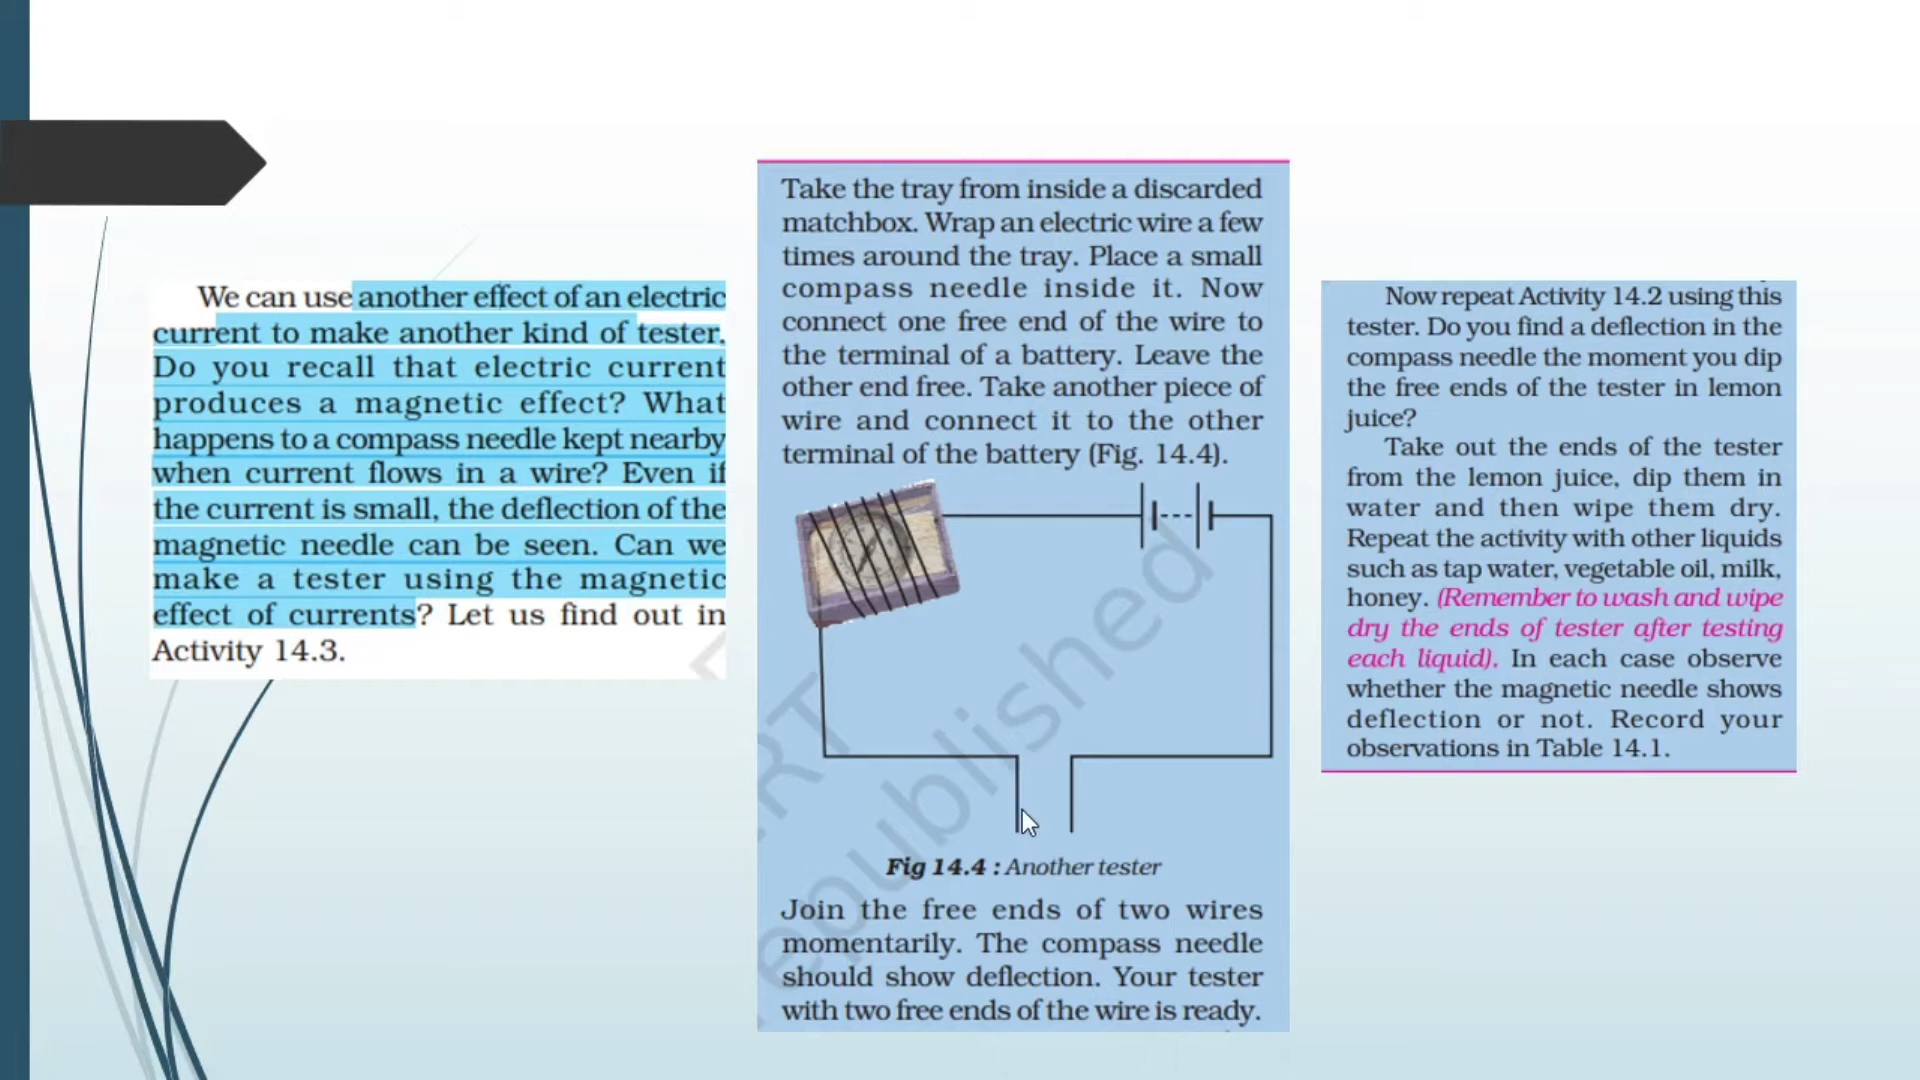 We can use another effect of an electric
current to make another kind of tester.
Do you recall that electric current
produces a magnetic effect? What
happens to a compass needle kept nearby
when current flows in a wire? Even if
the current is small, the deflection of the
magnetic needle can be seen. Can we
make a tester using the magnetic
effect of currents? Let us find out in
Activity 14.3.
Take the tray from inside a discarded
matchbox. Wrap an electric wire a few
times around the tray. Place a small
compass needle inside it. Now
connect one free end of the wire to
the terminal of a battery. Leave the
other end free. Take another piece of
wire and connect it to the other
terminal of the battery (Fig. 14.4).
Fig 14.4 : Another tester
Join the free ends of two wires
momentarily. The compass needle
should show deflection. Your tester
with two free ends of the wire is ready.
Now repeat Activity 14.2 using this
tester. Do you find a deflection in the
compass needle the moment you dip
the free ends of the tester in lemon
juice?
Take out the ends of the tester
from the lemon juice, dip them in
water and then wipe them dry.
Repeat the activity with other liquids
such as tap water, vegetable oil, milk,
honey. (Remember to wash and wipe
dry the ends of tester after testing
each liquid). In each case observe
whether the magnetic needle shows
deflection or not. Record your
observations in Table 14.1.